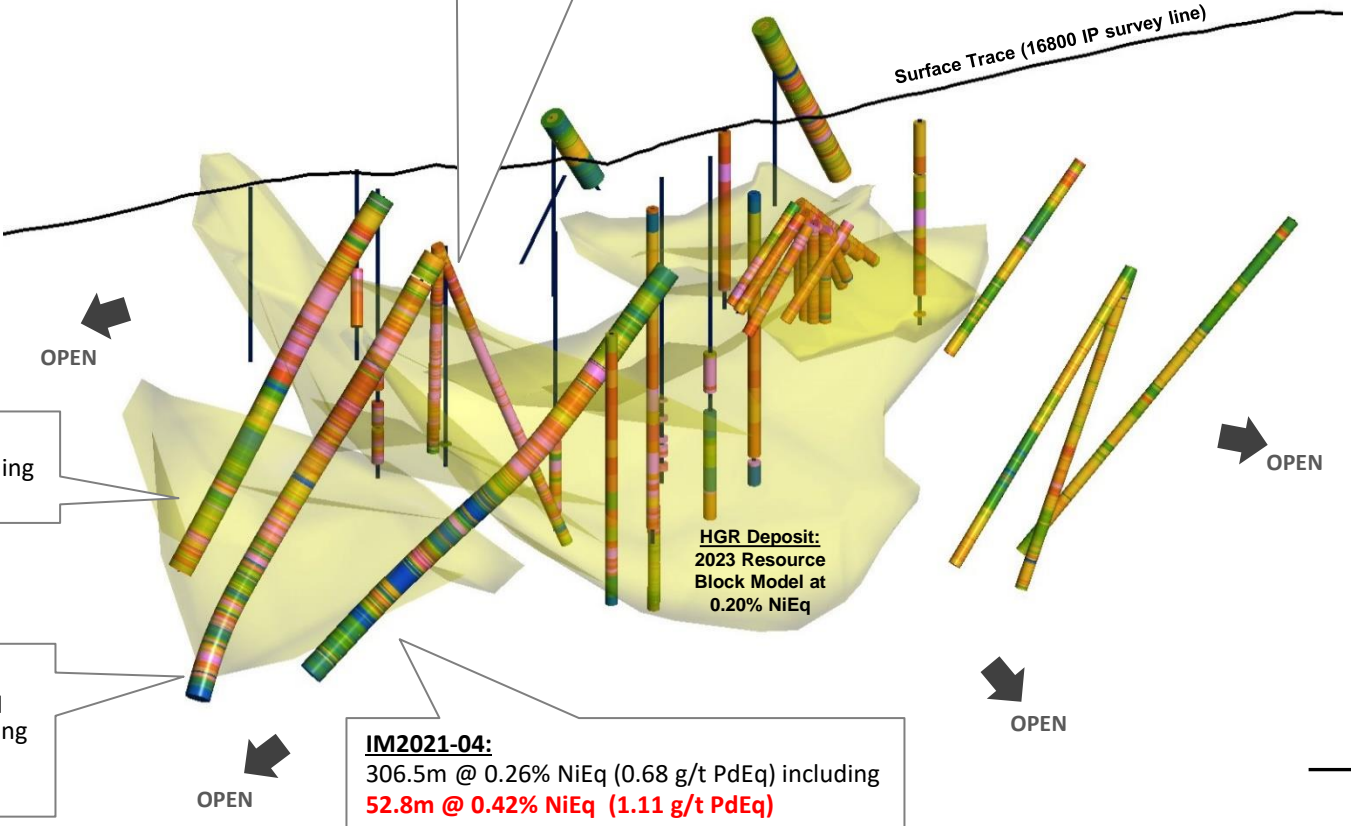 Surface Trace (16800 IP survey line)
OPEN
OPEN
HGR Deposit:
2023 Resource
Block Model at
0.20% NiEq
OPEN
OPEN
IM2021-04:
306.5m @ 0.26% NiEq (0.68 g/t PdEq) including
52.8m @ 0.42% NiEq (1.11 g/t PdEq)